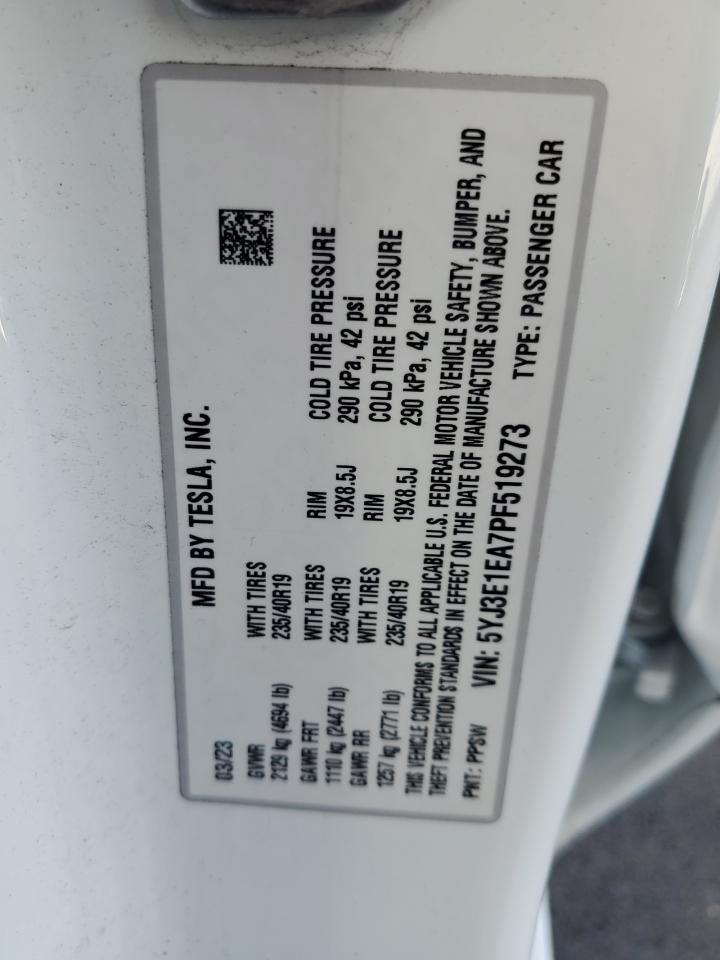 MFD BY TESLA, INC.
03/23
GVWR WITH TIRES
2129 kg (4694 lb) 235/40R19
GAWR FRT WITH TIRES RIM COLD TIRE PRESSURE
1110 kg (2447 lb) 235/40R19 19X8.5J 290 kPa, 42 psi
GAWR RR WITH TIRES RIM COLD TIRE PRESSURE
1257 kg (2771 lb) 235/40R19 19X8.5J 290 kPa, 42 psi
THIS VEHICLE CONFORMS TO ALL APPLICABLE U.S. FEDERAL MOTOR VEHICLE SAFETY, BUMPER, AND
THEFT PREVENTION STANDARDS IN EFFECT ON THE DATE OF MANUFACTURE SHOWN ABOVE.
PNT: PPSW VIN: 5YJ3E1EA7PF519273 TYPE: PASSENGER CAR